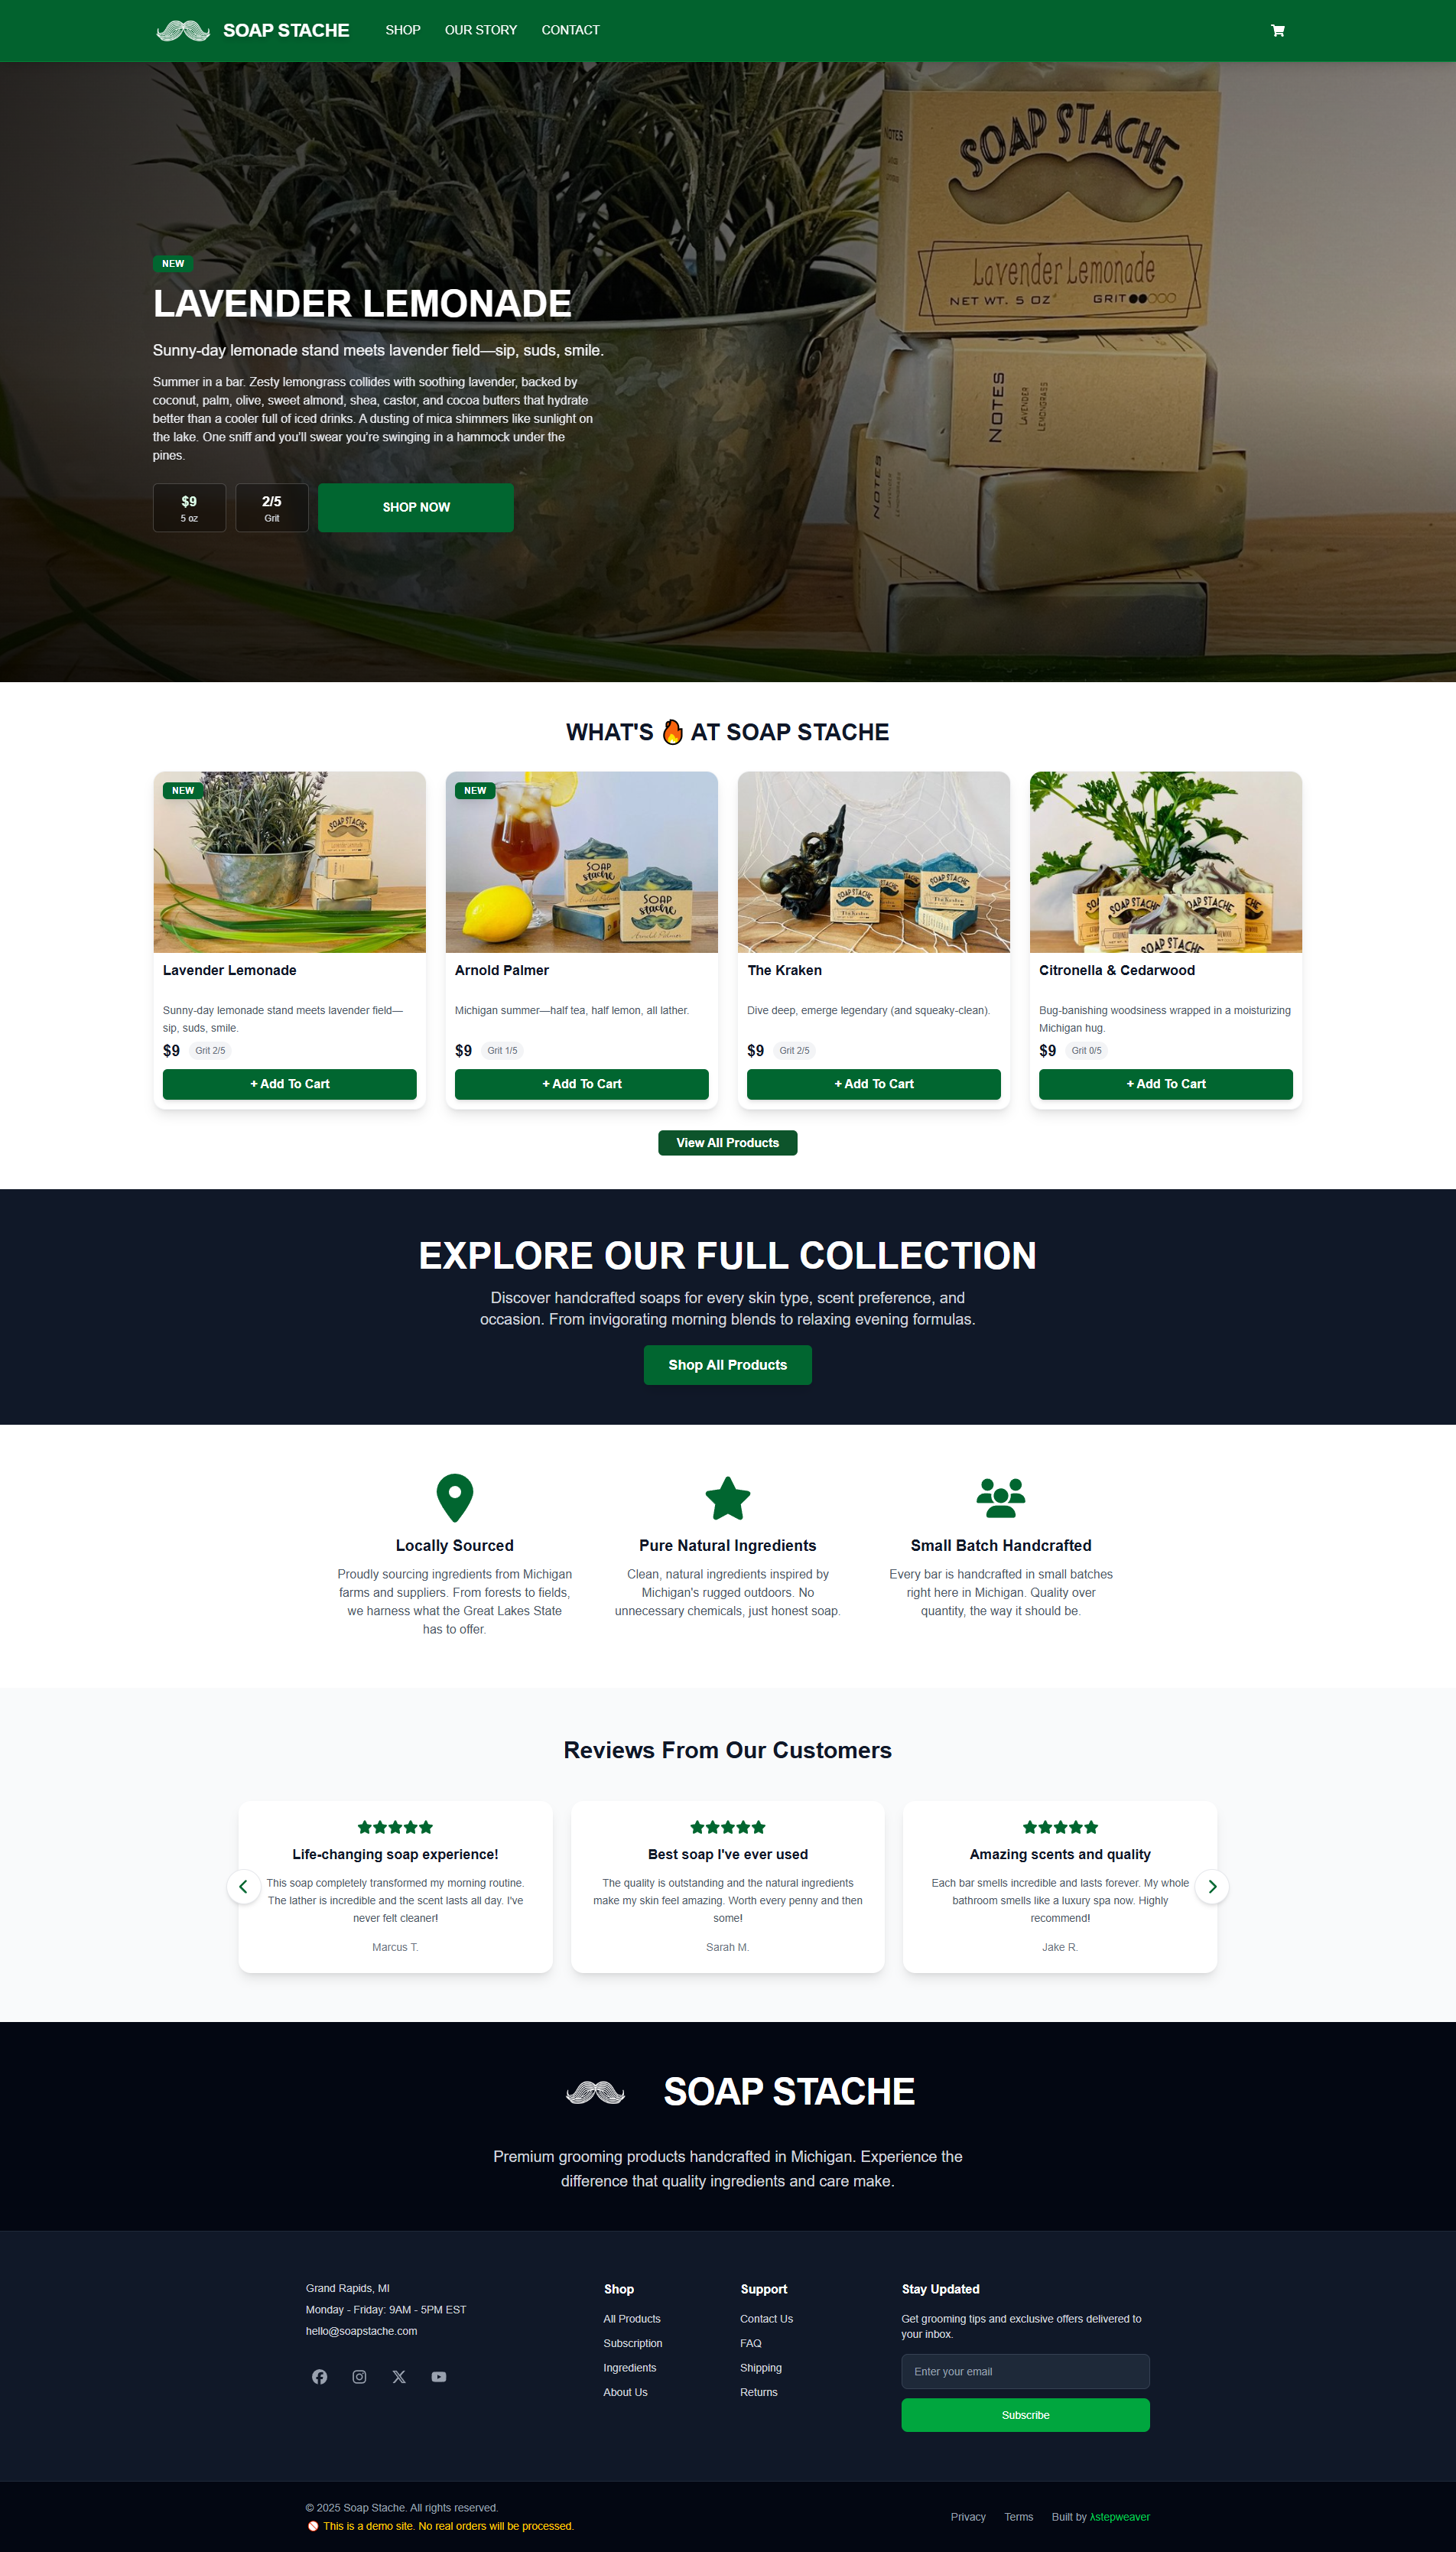 SOAP STACHE
SHOP
OUR STORY
CONTACT
NOTES
SOAP STACHE
Lavender Lemonade
NET WT. 5 OZ
GRIT
NOTES
LAVENDER
LEMONGRASS
NOTES
NEW
LAVENDER LEMONADE
Sunny-day lemonade stand meets lavender field—sip, suds, smile.
Summer in a bar. Zesty lemongrass collides with soothing lavender, backed by
coconut, palm, olive, sweet almond, shea, castor, and cocoa butters that hydrate
better than a cooler full of iced drinks. A dusting of mica shimmers like sunlight on
the lake. One sniff and you’ll swear you’re swinging in a hammock under the
pines.
$9
5 oz
2/5
Grit
SHOP NOW
WHAT'S 🔥 AT SOAP STACHE
NEW
SOAP STACHE
Lavender Lemonade
Sunny-day lemonade stand meets lavender field—
sip, suds, smile.
$9
Grit 2/5
+ Add To Cart
NEW
SOAP
stache
SOAP
stache
Arnold Palmer
Arnold Palmer
Michigan summer—half tea, half lemon, all lather.
$9
Grit 1/5
+ Add To Cart
SOAP STACHE
The Kraken
SOAP STACHE
The Kraken
Dive deep, emerge legendary (and squeaky-clean).
$9
Grit 2/5
+ Add To Cart
SOAP STACHE
Citronella & Cedarwood
Bug-banishing woodsiness wrapped in a moisturizing
Michigan hug.
$9
Grit 0/5
+ Add To Cart
View All Products
EXPLORE OUR FULL COLLECTION
Discover handcrafted soaps for every skin type, scent preference, and
occasion. From invigorating morning blends to relaxing evening formulas.
Shop All Products
Locally Sourced
Proudly sourcing ingredients from Michigan
farms and suppliers. From forests to fields,
we harness what the Great Lakes State
has to offer.
Pure Natural Ingredients
Clean, natural ingredients inspired by
Michigan's rugged outdoors. No
unnecessary chemicals, just honest soap.
Small Batch Handcrafted
Every bar is handcrafted in small batches
right here in Michigan. Quality over
quantity, the way it should be.
Reviews From Our Customers
Life-changing soap experience!
This soap completely transformed my morning routine.
The lather is incredible and the scent lasts all day. I've
never felt cleaner!
Marcus T.
Best soap I've ever used
The quality is outstanding and the natural ingredients
make my skin feel amazing. Worth every penny and then
some!
Sarah M.
Amazing scents and quality
Each bar smells incredible and lasts forever. My whole
bathroom smells like a luxury spa now. Highly
recommend!
Jake R.
SOAP STACHE
Premium grooming products handcrafted in Michigan. Experience the
difference that quality ingredients and care make.
Grand Rapids, MI
Monday - Friday: 9AM - 5PM EST
hello@soapstache.com
Shop
All Products
Subscription
Ingredients
About Us
Support
Contact Us
FAQ
Shipping
Returns
Stay Updated
Get grooming tips and exclusive offers delivered to
your inbox.
Enter your email
Subscribe
© 2025 Soap Stache. All rights reserved.
🚫 This is a demo site. No real orders will be processed.
Privacy
Terms
Built by λstepweaver